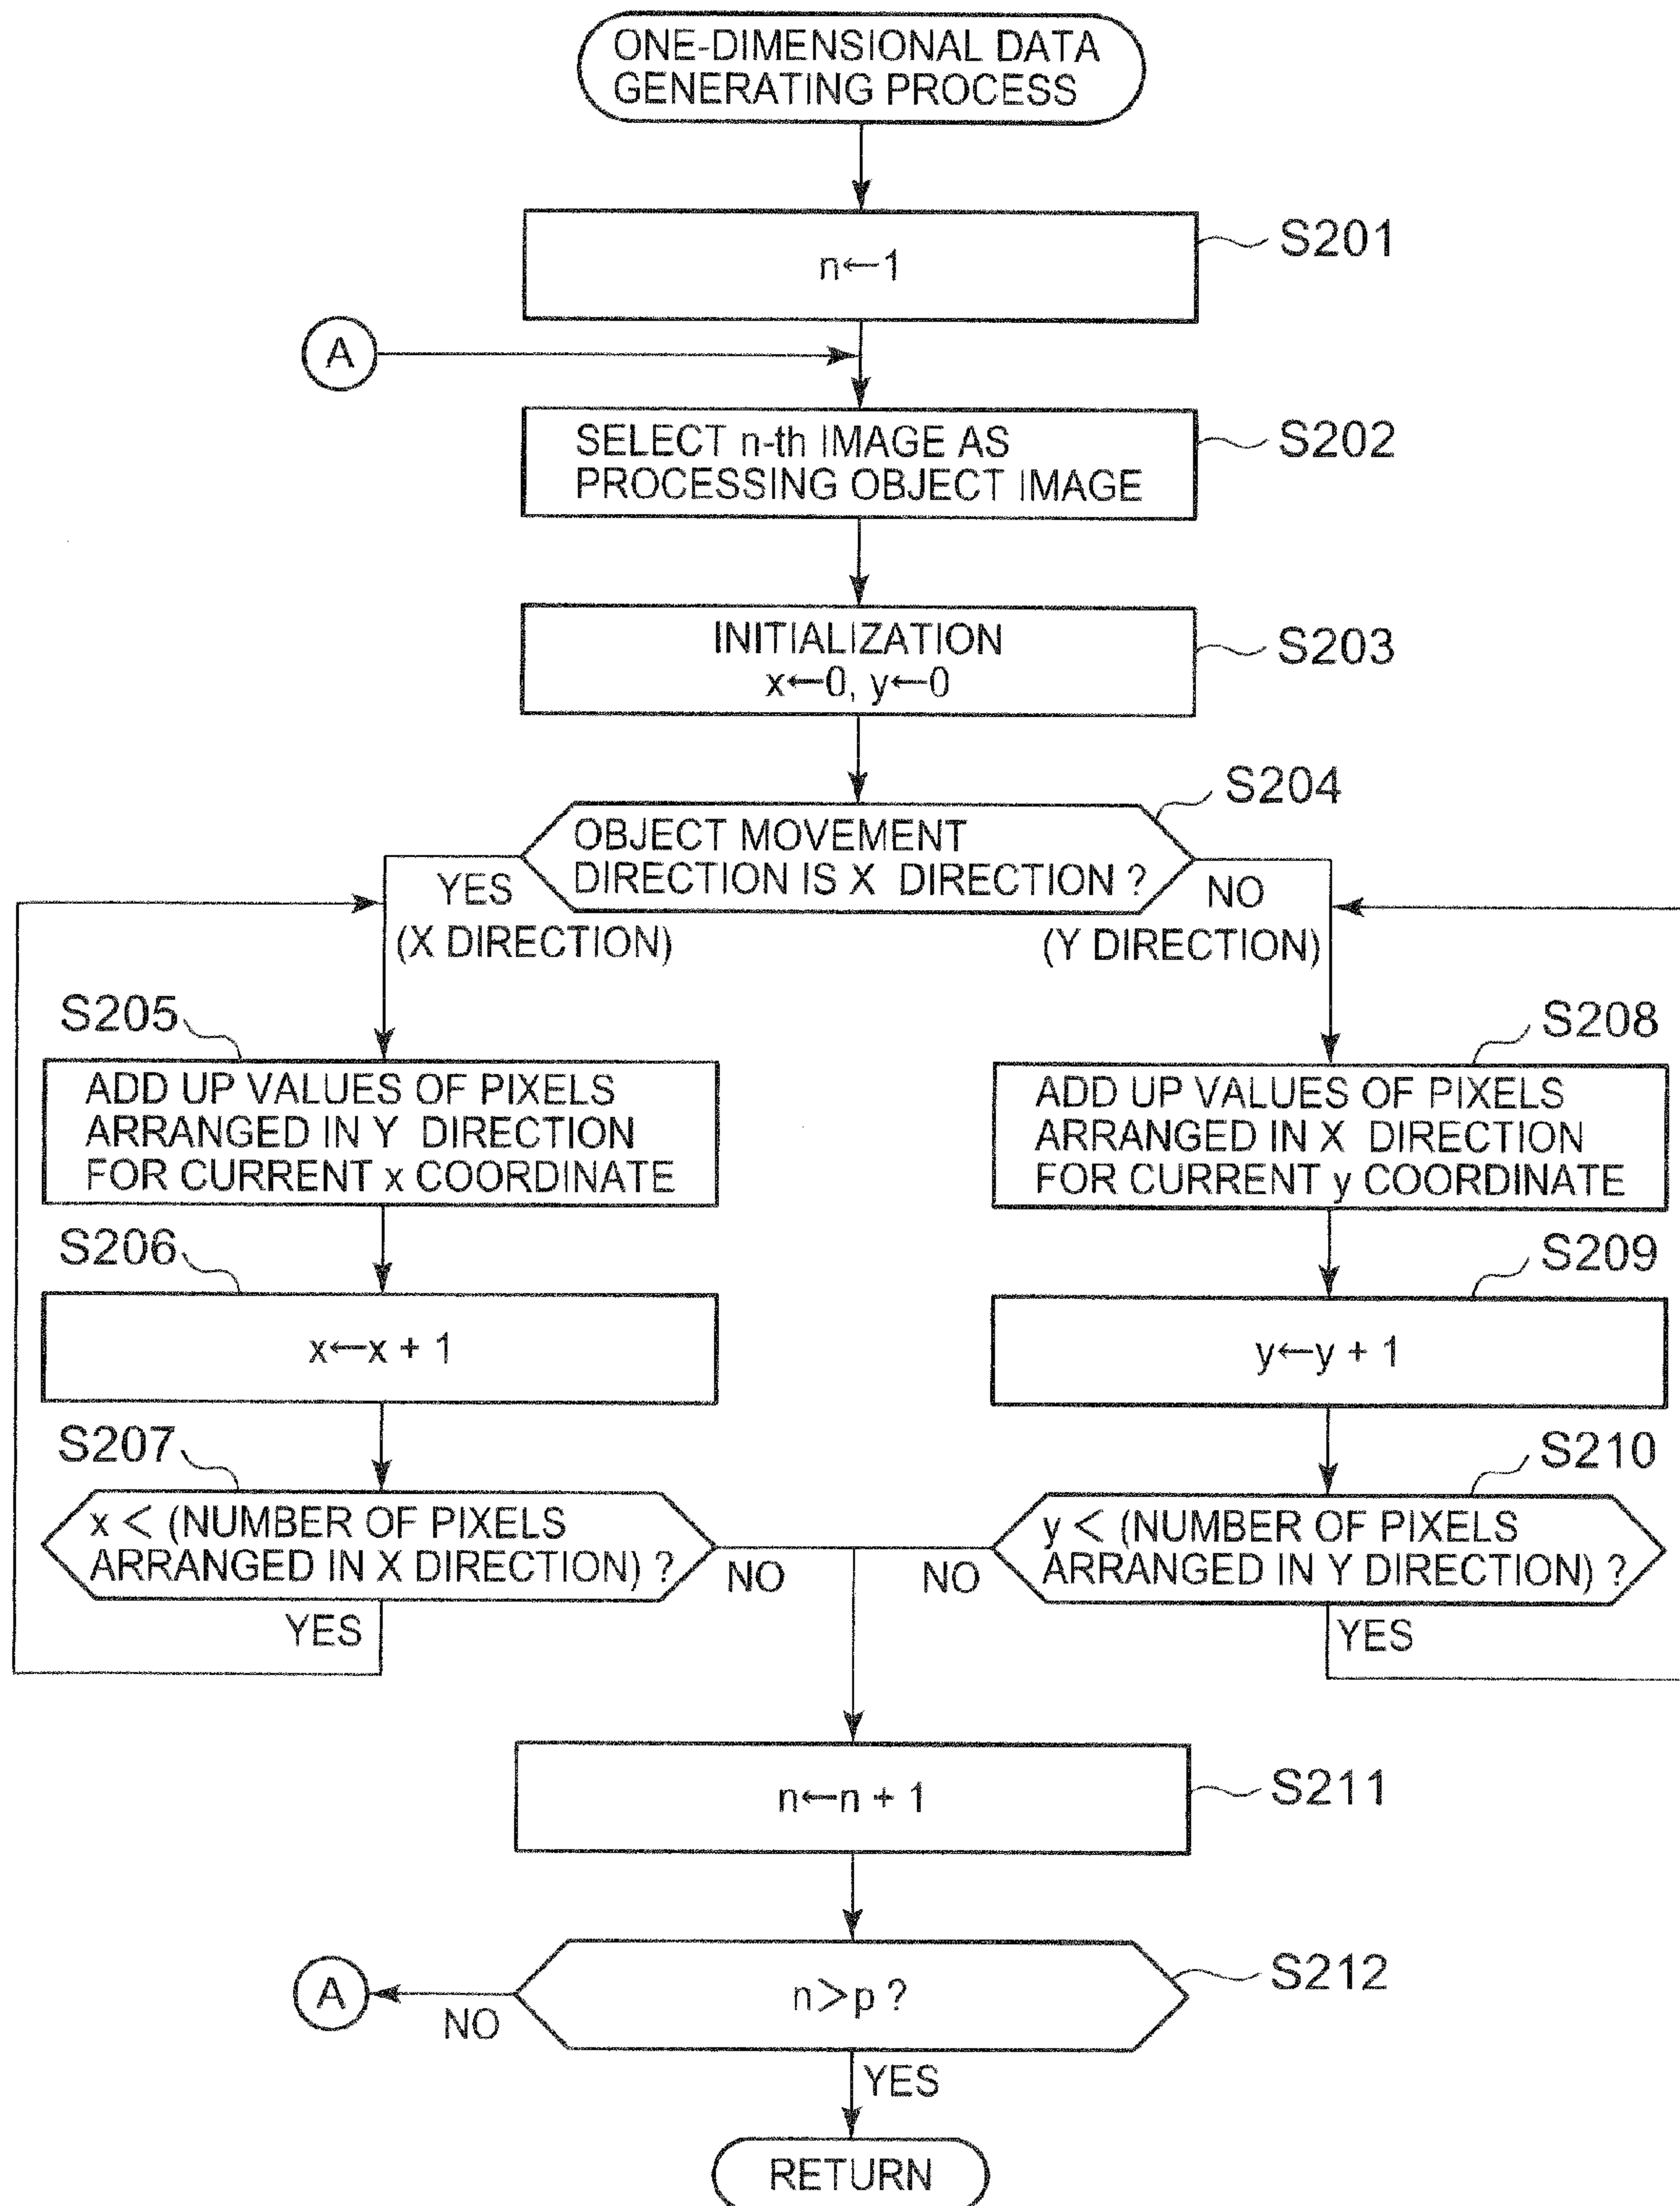 ONE-DIMENSIONAL DATA
GENERATING PROCESS
n←1
S201
A
SELECT n-th IMAGE AS
PROCESSING OBJECT IMAGE
S202
INITIALIZATION
x←0, y←0
S203
S204
OBJECT MOVEMENT
DIRECTION IS X DIRECTION ?
YES
(X DIRECTION)
NO
(Y DIRECTION)
S205
ADD UP VALUES OF PIXELS
ARRANGED IN Y DIRECTION
FOR CURRENT x COORDINATE
S206
x←x + 1
S207
x < (NUMBER OF PIXELS
ARRANGED IN X DIRECTION) ?
NO
YES
S208
ADD UP VALUES OF PIXELS
ARRANGED IN X DIRECTION
FOR CURRENT y COORDINATE
S209
y←y + 1
S210
y < (NUMBER OF PIXELS
ARRANGED IN Y DIRECTION) ?
NO
YES
n←n + 1
S211
n>p ?
S212
A
NO
YES
RETURN